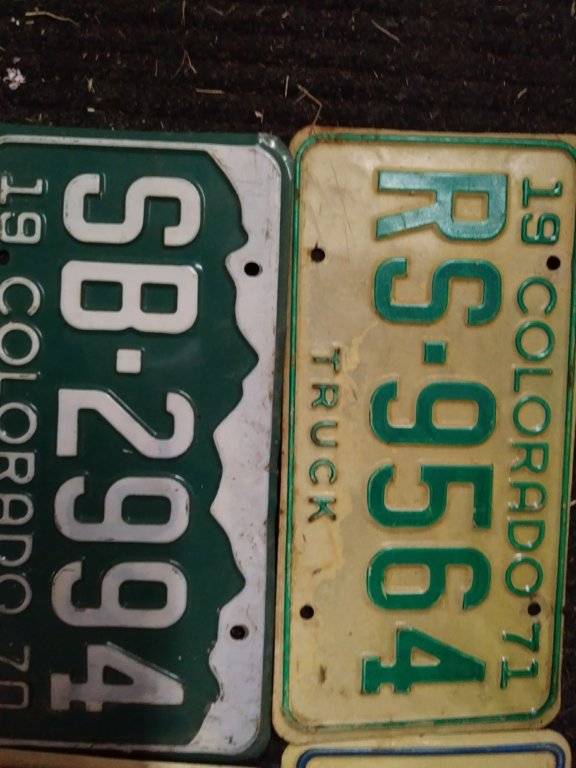 SB·2994
19 COLORADO 70
19 COLORADO 71
RS·9564
TRUCK